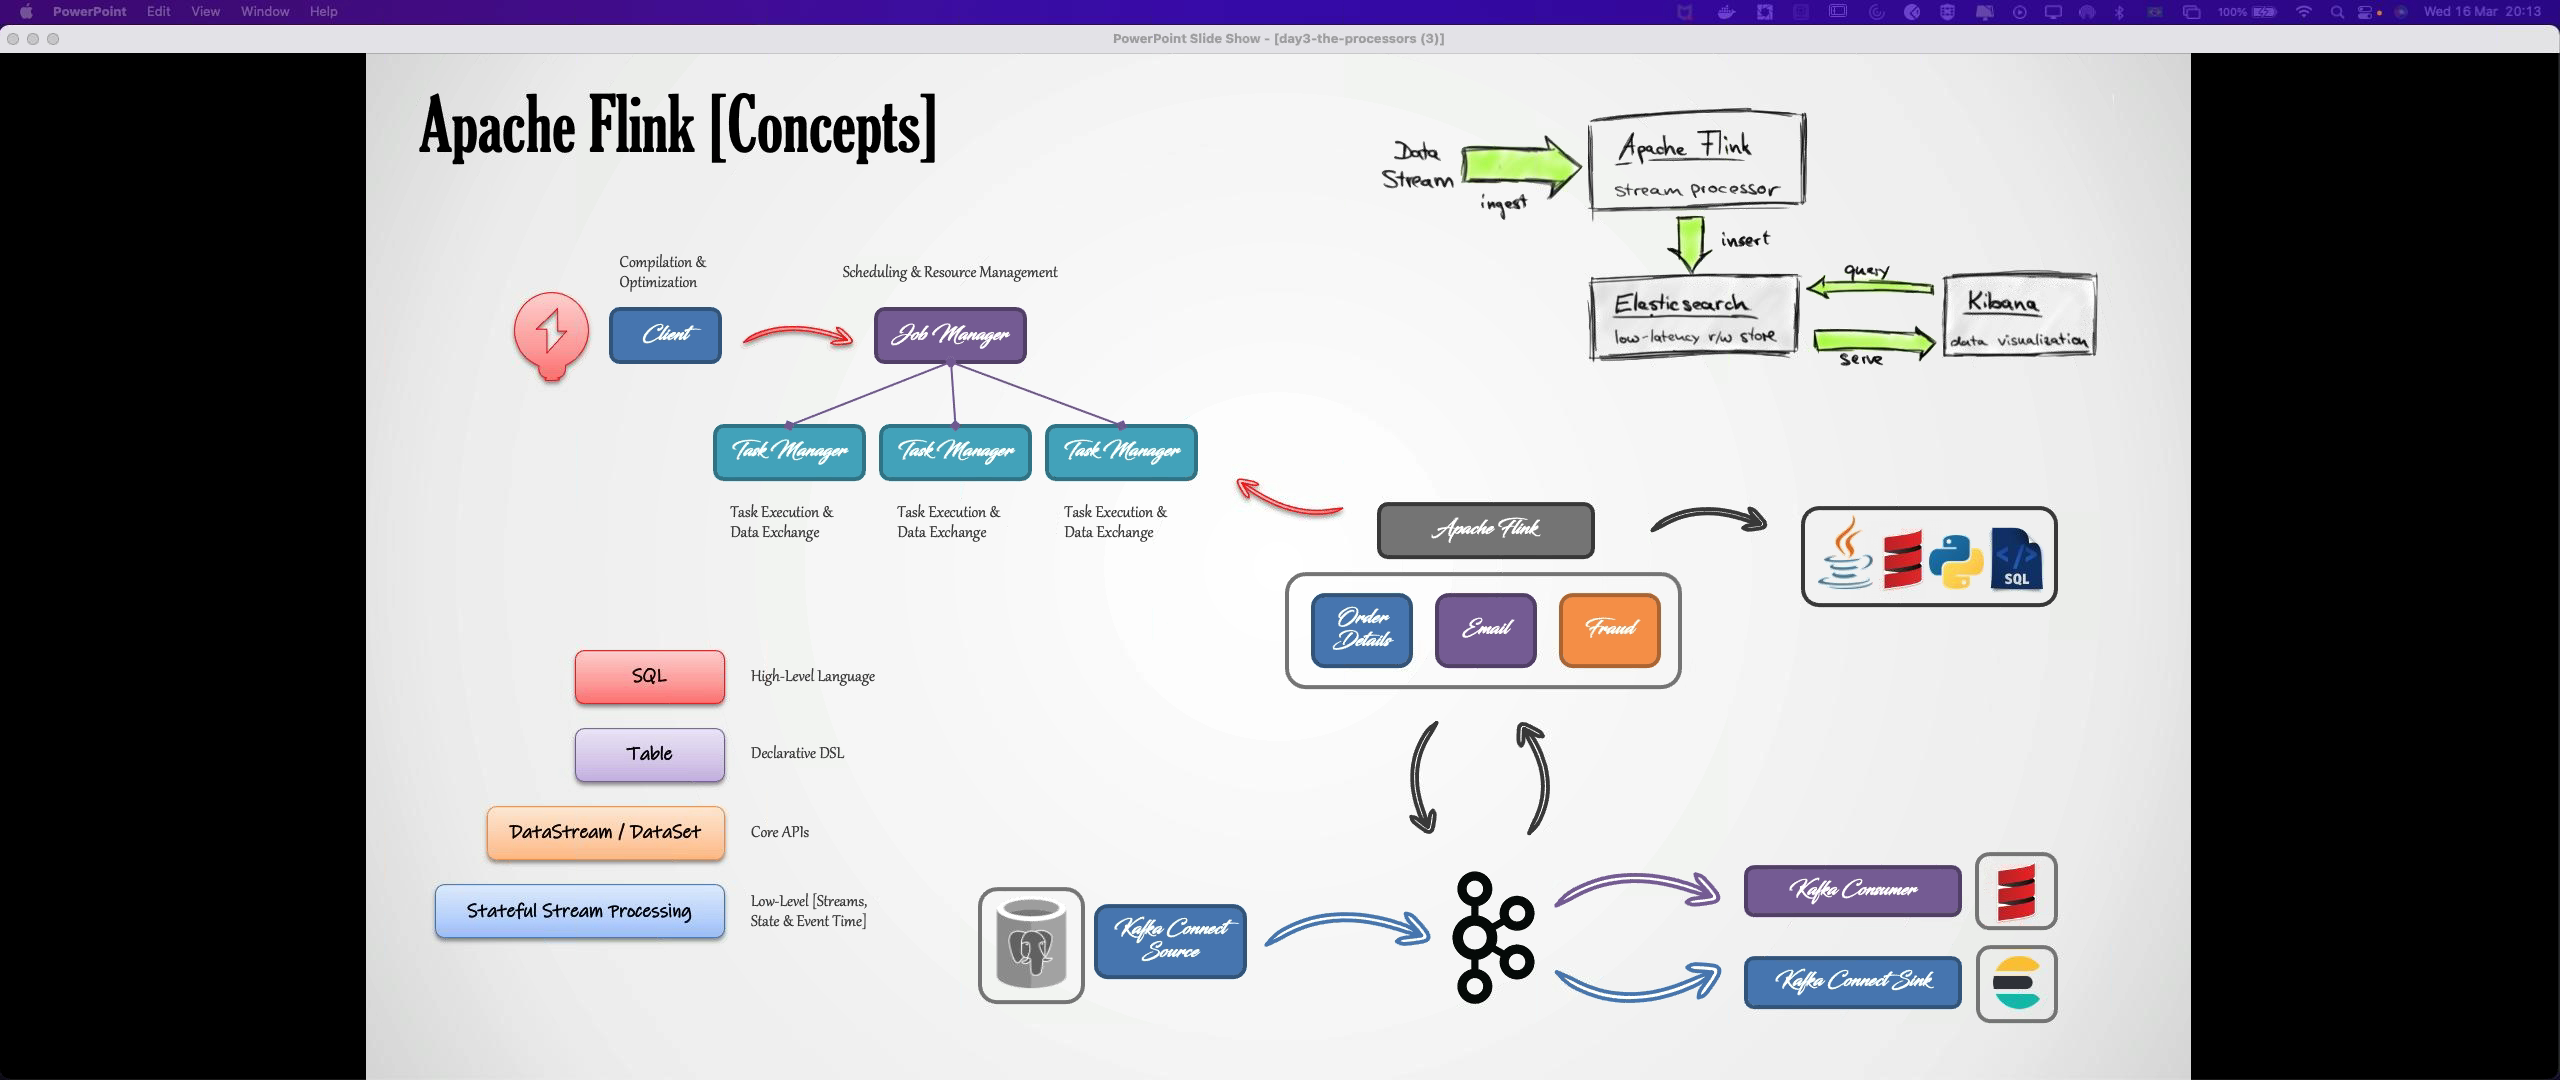 PowerPoint Edit View Window Help
100% Wed 16 Mar 20:13
PowerPoint Slide Show - [day3-the-processors (3)]
Apache Flink [Concepts]
Data
Stream
ingest
Apache Flink
stream processor
insert
Elasticsearch
low-latency r/w store
query
serve
Kibana
data visualization
Compilation &
Optimization
Scheduling & Resource Management
Client
Job Manager
Task Manager
Task Manager
Task Manager
Task Execution &
Data Exchange
Task Execution &
Data Exchange
Task Execution &
Data Exchange
Apache Flink
SQL
Order
Details
Email
Fraud
SQL
High-Level Language
Table
Declarative DSL
DataStream / DataSet
Core APIs
Stateful Stream Processing
Low-Level [Streams,
State & Event Time]
Kafka Connect
Source
Kafka Consumer
Kafka Connect Sink